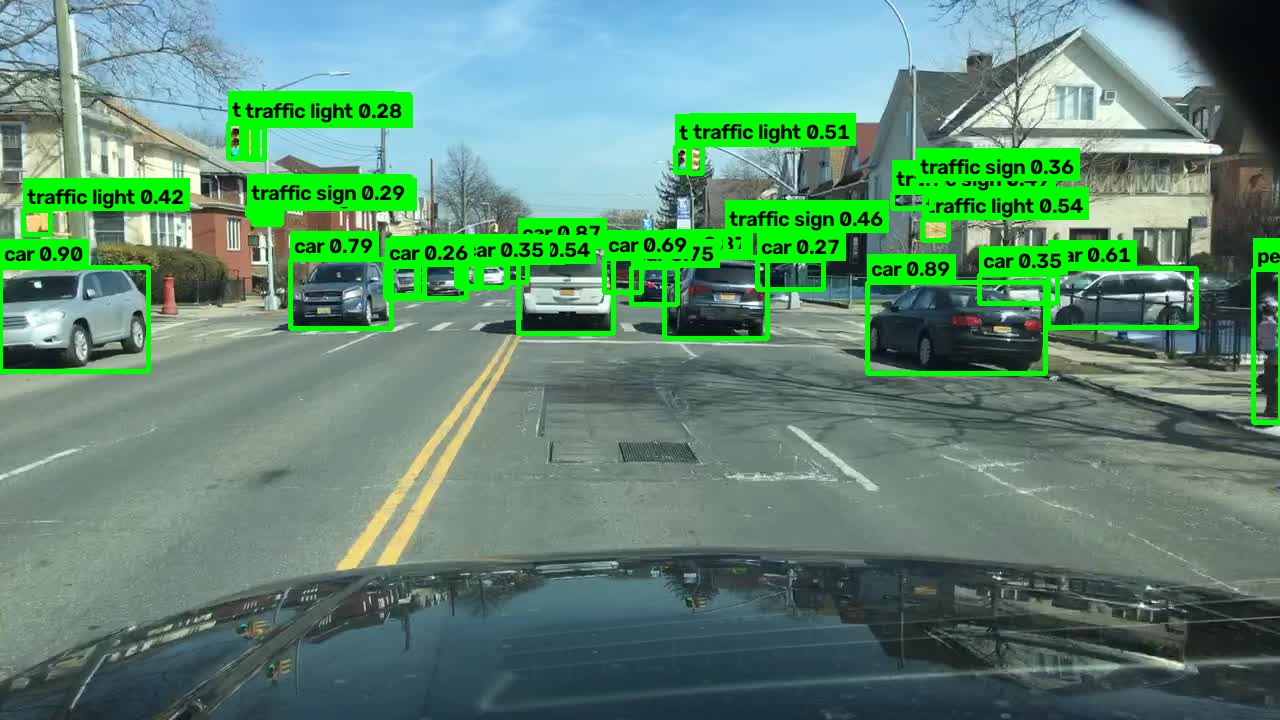 traffic light 0.28
traffic light 0.51
traffic sign 0.36
traffic light 0.42
traffic sign 0.29
traffic light 0.54
traffic sign 0.46
car 0.87
car 0.90
car 0.79
car 0.26
car 0.35
0.54
car 0.69
car 0.27
car 0.89
car 0.35
ar 0.61
pe